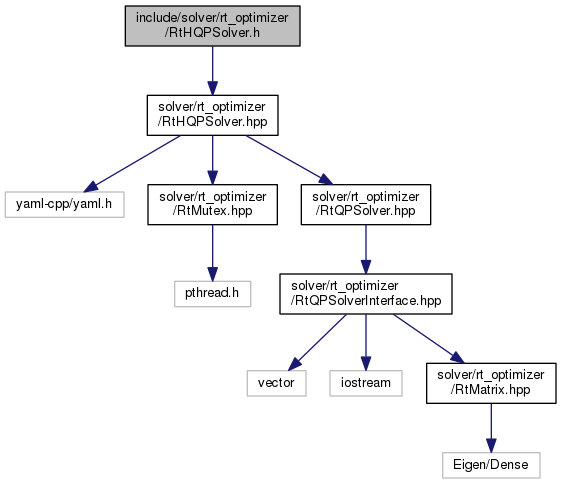 include/solver/rt_optimizer
/RtHQPSolver.h
solver/rt_optimizer
/RtHQPSolver.hpp
yaml-cpp/yaml.h
solver/rt_optimizer
/RtMutex.hpp
solver/rt_optimizer
/RtQPSolver.hpp
pthread.h
solver/rt_optimizer
/RtQPSolverInterface.hpp
vector
iostream
solver/rt_optimizer
/RtMatrix.hpp
Eigen/Dense